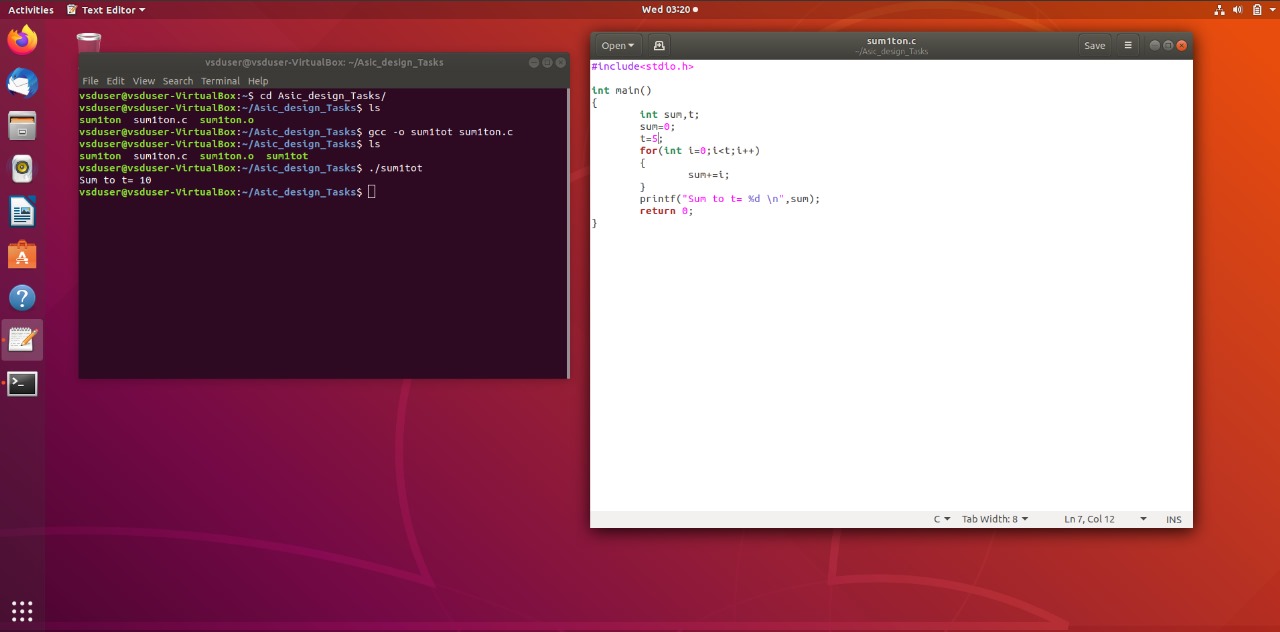 Activities Text Editor Wed 03:20
vsduser@vsduser-VirtualBox: ~/Asic_design_Tasks
File Edit View Search Terminal Help
vsduser@vsduser-VirtualBox:~$ cd Asic_design_Tasks/
vsduser@vsduser-VirtualBox:~/Asic_design_Tasks$ ls
sum1ton sum1ton.c sum1ton.o
vsduser@vsduser-VirtualBox:~/Asic_design_Tasks$ gcc -o sum1tot sum1ton.c
vsduser@vsduser-VirtualBox:~/Asic_design_Tasks$ ls
sum1ton sum1ton.c sum1ton.o sum1tot
vsduser@vsduser-VirtualBox:~/Asic_design_Tasks$ ./sum1tot
Sum to t= 10
vsduser@vsduser-VirtualBox:~/Asic_design_Tasks$
Open sum1ton.c Save
~/Asic_design_Tasks
#include<stdio.h>
int main()
{
int sum,t;
sum=0;
t=5;
for(int i=0;i<t;i++)
{
sum+=i;
}
printf("Sum to t= %d \n",sum);
return 0;
}
C Tab Width: 8 Ln 7, Col 12 INS